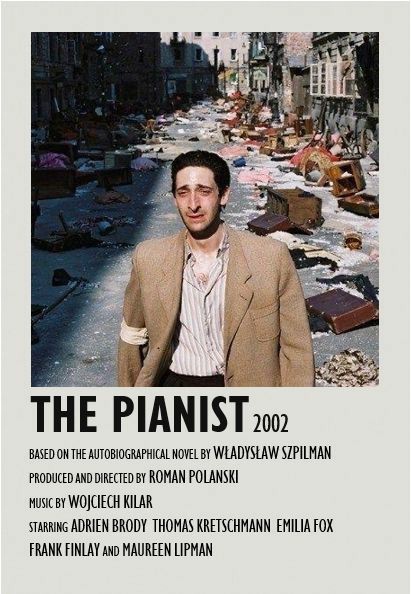 THE PIANIST 2002
BASED ON THE AUTOBIOGRAPHICAL NOVEL BY WŁADYSŁAW SZPILMAN
PRODUCED AND DIRECTED BY ROMAN POLANSKI
MUSIC BY WOJCIECH KILAR
STARRING ADRIEN BRODY THOMAS KRETSCHMANN EMILIA FOX
FRANK FINLAY AND MAUREEN LIPMAN